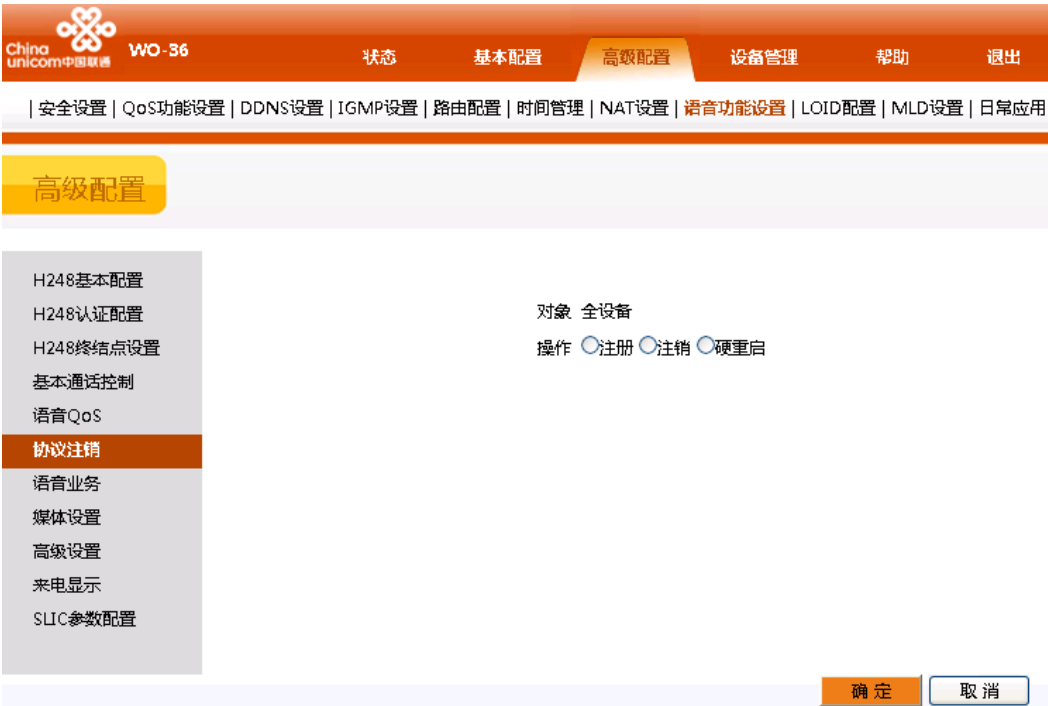 China
unicom中国联通
WO-36
状态 基本配置 高级配置 设备管理 帮助 退出
|安全设置|QoS功能设置|DDNS设置|IGMP设置|路由配置|时间管理|NAT设置|语音功能设置|LOID配置|MLD设置|日常应用
高级配置
H248基本配置
H248认证配置
H248终结点设置
基本通话控制
语音QoS
协议注销
语音业务
媒体设置
高级设置
来电显示
SLIC参数配置
对象 全设备
操作 注册 注销 硬重启
确定 取消